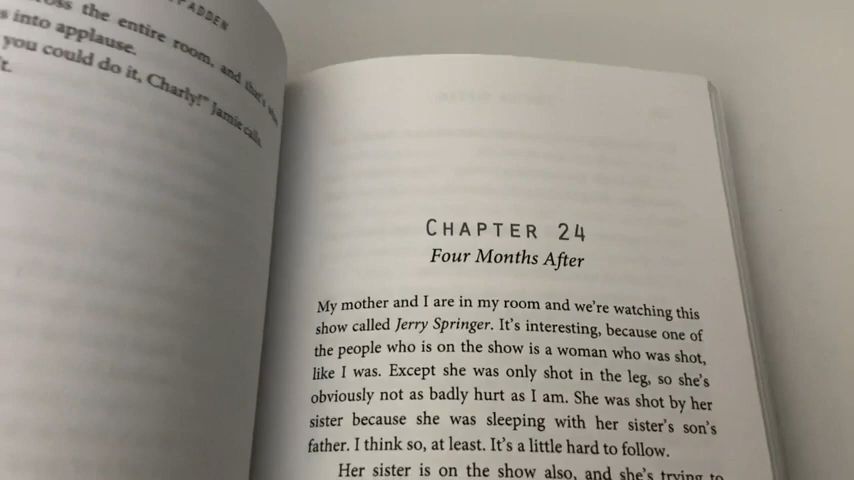 ADDEN
the entire room, and that's
s into applause.
you could do it, Charly!" Jamie calls.
't.
CHAPTER 24
Four Months After
My mother and I are in my room and we're watching this
show called Jerry Springer. It's interesting, because one of
the people who is on the show is a woman who was shot,
like I was. Except she was only shot in the leg, so she's
obviously not as badly hurt as I am. She was shot by her
sister because she was sleeping with her sister's son's
father. I think so, at least. It's a little hard to follow.
Her sister is on the show also, and she's trying to